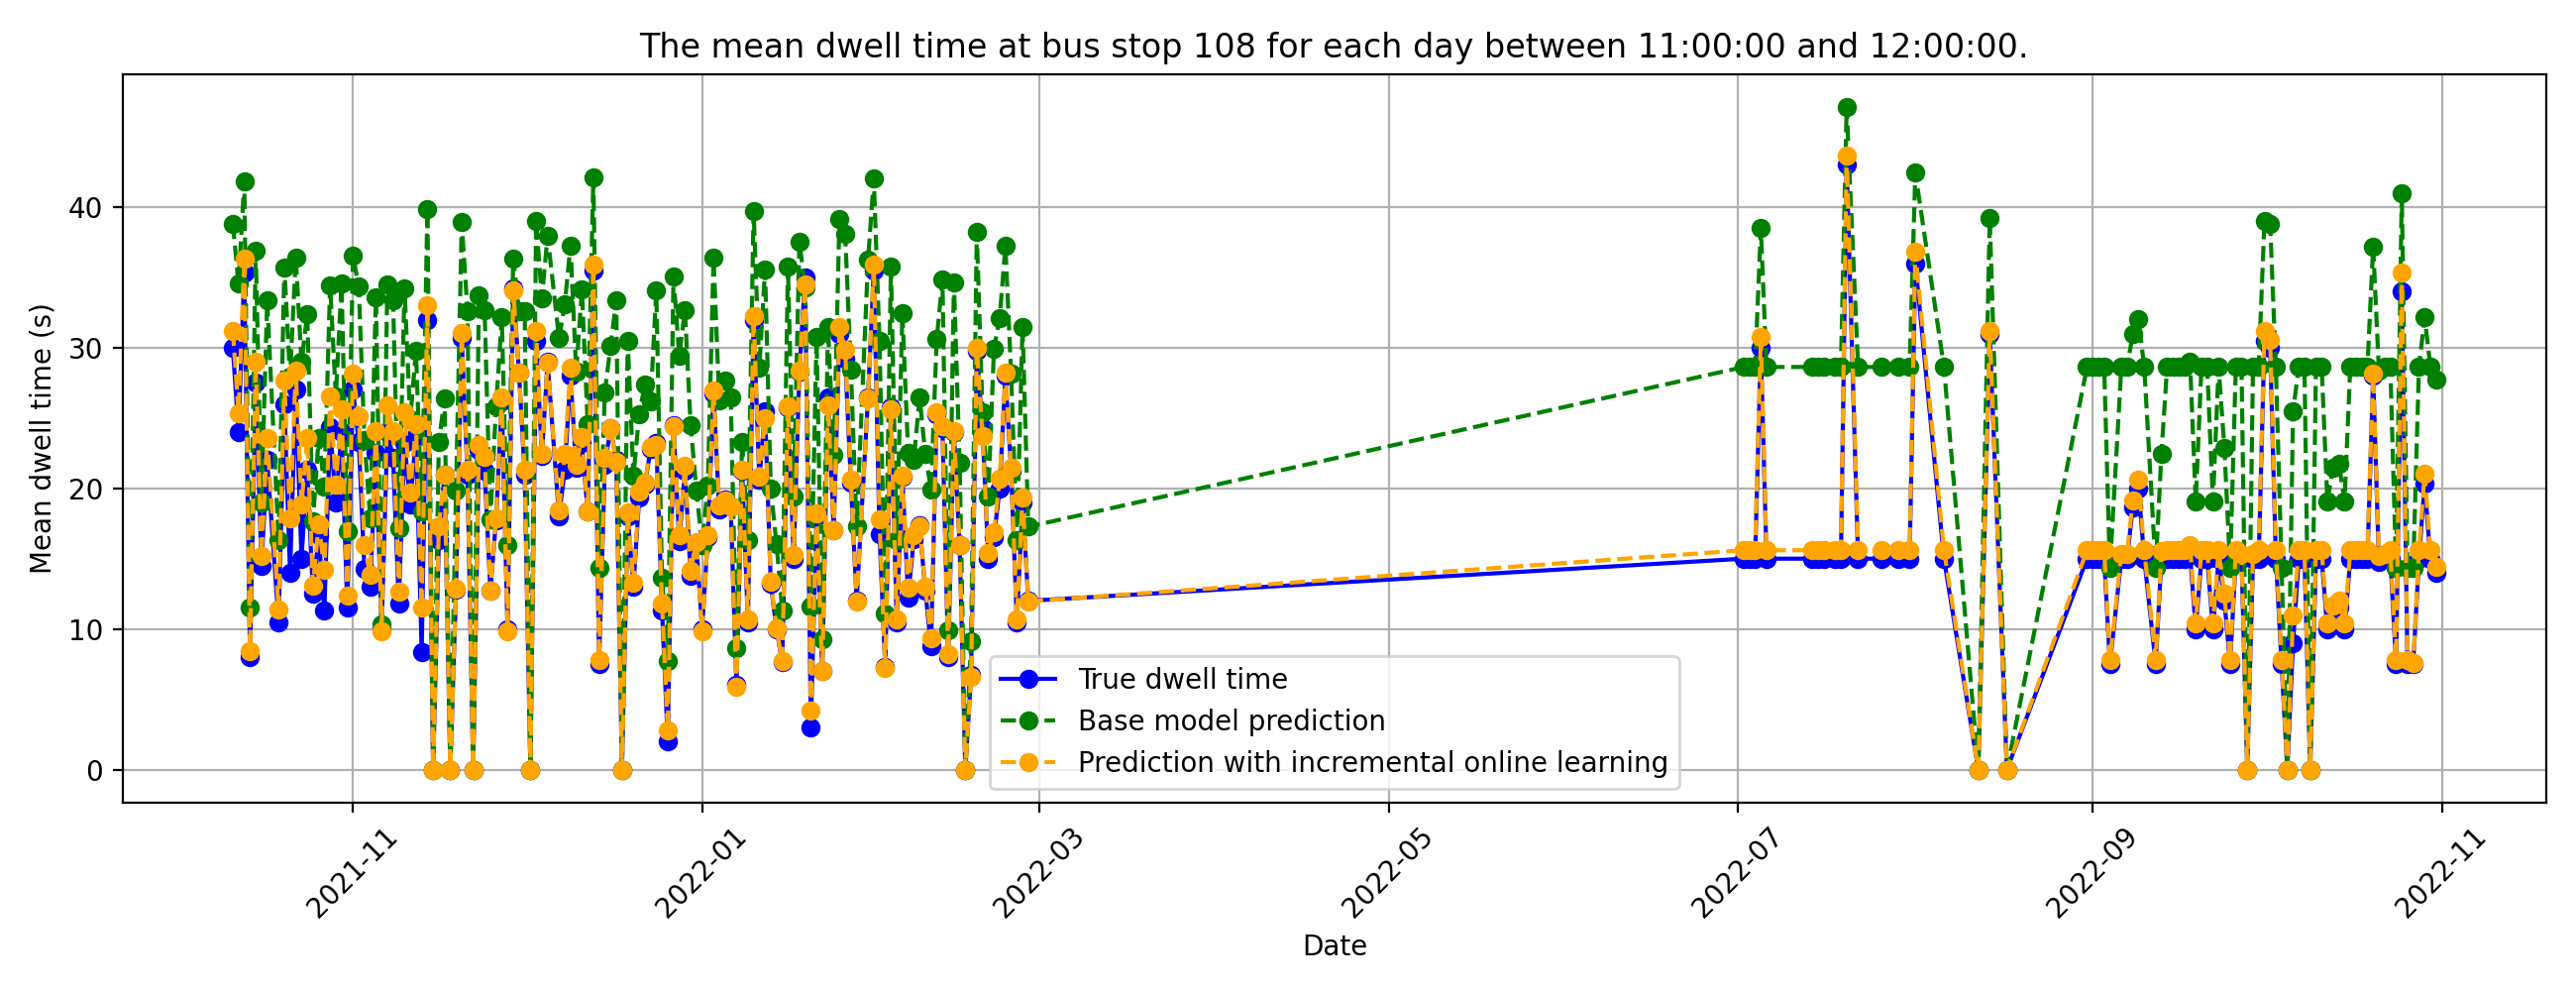 The mean dwell time at bus stop 108 for each day between 11:00:00 and 12:00:00.
Mean dwell time (s)
40
30
20
10
0
True dwell time
Base model prediction
Prediction with incremental online learning
2021-11
2022-01
2022-03
2022-05
2022-07
2022-09
2022-11
Date